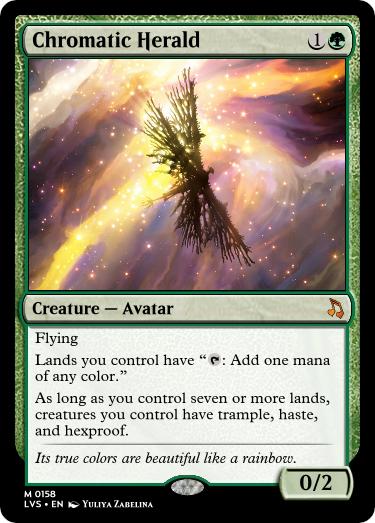 Chromatic Herald 1
Creature — Avatar
Flying
Lands you control have “: Add one mana
of any color.”
As long as you control seven or more lands,
creatures you control have trample, haste,
and hexproof.
Its true colors are beautiful like a rainbow.
0/2
M 0158
LVS • EN Yuliya Zabelina